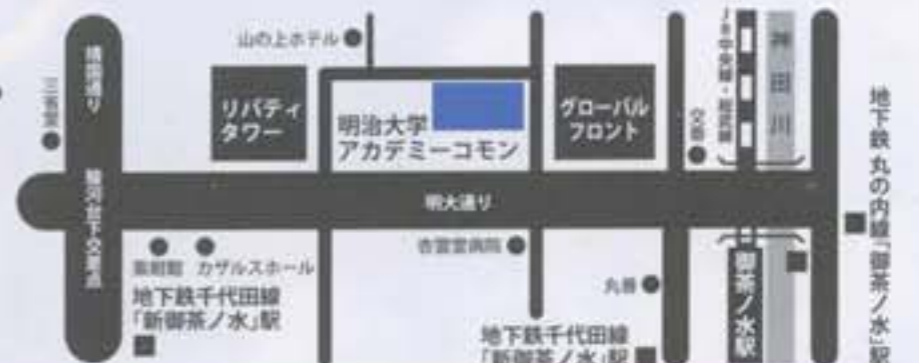 山の上ホテル
靖国通り
三省堂
リバティ
タワー
明治大学
アカデミーコモン
グローバル
フロント
交番
JR中央線・総武線
神田川
地下鉄 丸の内線「御茶ノ水」駅
駿河台下交差点
明大通り
カザルスホール
杏雲堂病院
丸善
御茶ノ水駅
地下鉄千代田線
「新御茶ノ水」駅
地下鉄千代田線
「新御茶ノ水」駅